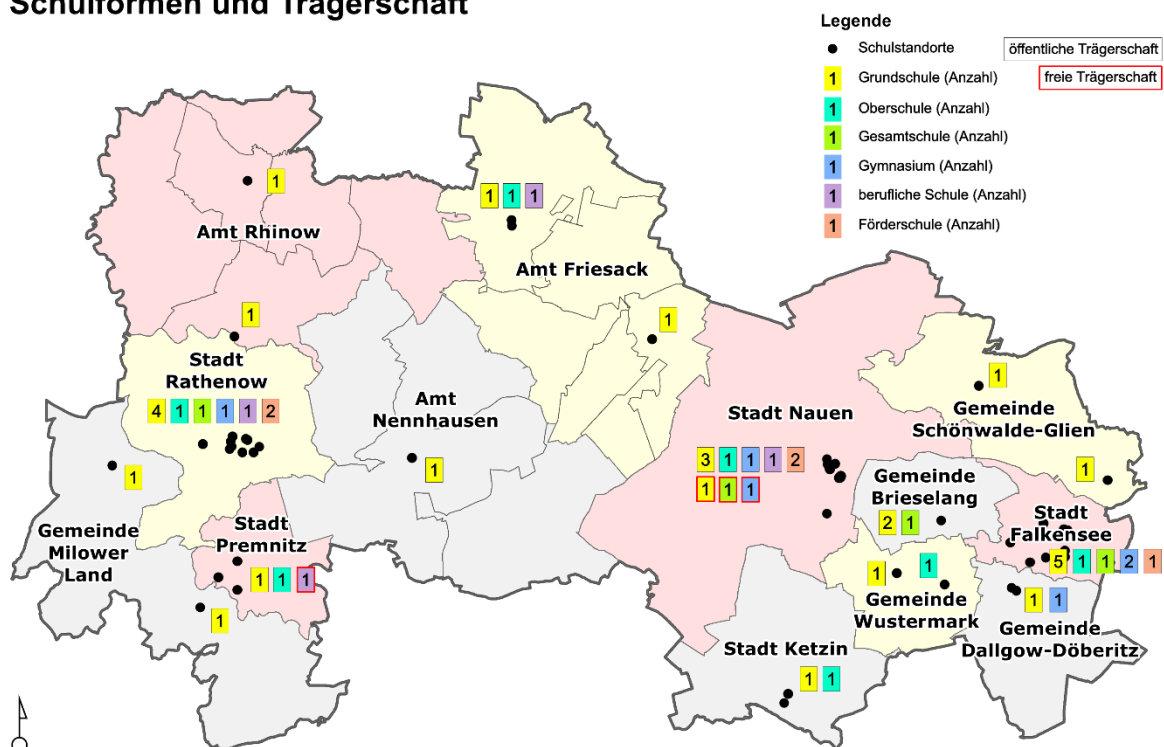 Schulformen und Trägerschaft
Legende
Schulstandorte
öffentliche Trägerschaft
1 Grundschule (Anzahl)
freie Trägerschaft
1 Oberschule (Anzahl)
1 Gesamtschule (Anzahl)
1 Gymnasium (Anzahl)
1 berufliche Schule (Anzahl)
1 Förderschule (Anzahl)
1
Amt Rhinow
1
1 1 1
Amt Friesack
1
Stadt
Rathenow
4 1 1 1 1 2
Amt
Nennhausen
1
Stadt Nauen
3 1 1 1 2
1 1 1
1
Gemeinde
Schönwalde-Glien
1
Gemeinde
Brieselang
2 1
Stadt
Falkensee
5 1 1 2 1
1
Gemeinde
Milower
Land
1
Stadt
Premnitz
1 1 1
1 1
Gemeinde
Wustermark
1 1
Gemeinde
Dallgow-Döberitz
Stadt Ketzin
1 1